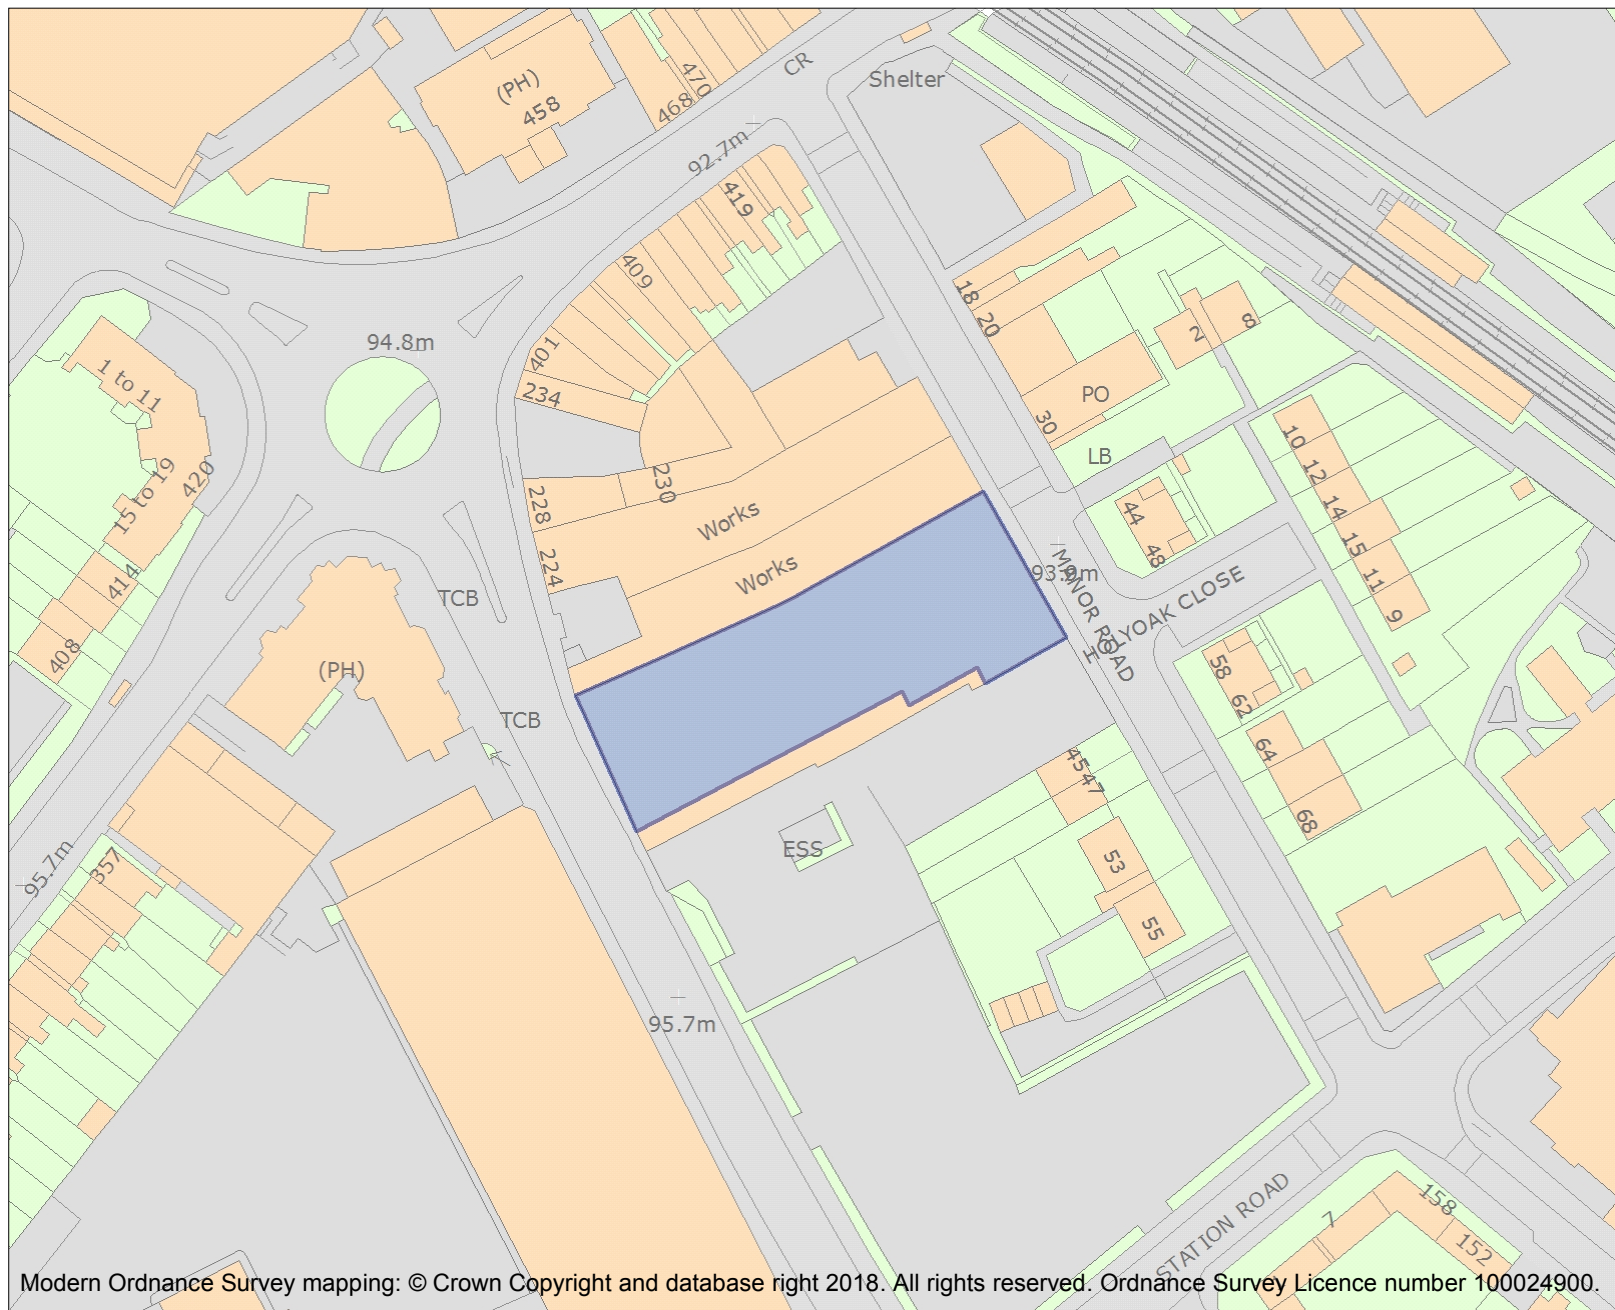 CR
Shelter
(PH)
458
470
468
92.7m
419
409
94.8m
401
234
18
20
2
8
1 to 11
PO
30
LB
10
12
14
15
11
9
15 to 19
420
228
230
Works
44
48
224
Works
414
TCB
93.9m
MANOR ROAD
HOLYOAK CLOSE
408
(PH)
58
62
TCB
64
68
45
47
ESS
53
55
95.7m
357
95.7m
STATION ROAD
7
158
152
Modern Ordnance Survey mapping: © Crown Copyright and database right 2018. All rights reserved. Ordnance Survey Licence number 100024900.